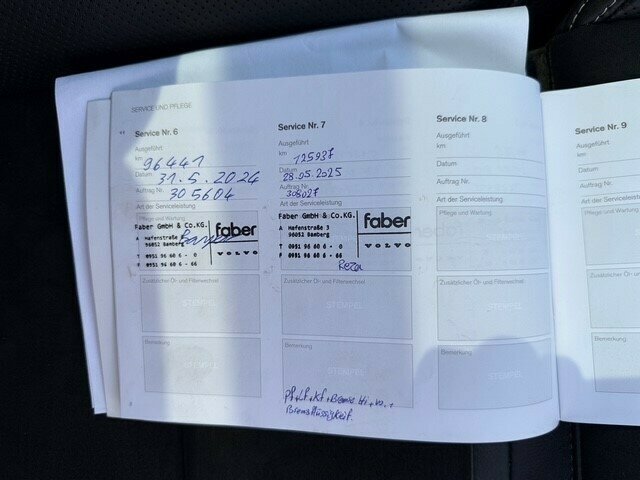 SERVICE UND PFLEGE
Service Nr. 6
Ausgeführt
km 96441
Datum 31.5.2024
Auftrag Nr. 305604
Art der Serviceleistung
Pflege und Wartung
Faber GmbH & Co.KG.
A Hafenstraße 3
96052 Bamberg
T 0951 96 60 6 - 0
F 0951 96 60 6 - 66
faber
VOLVO
Zusätzlicher Öl- und Filterwechsel
STEMPEL
Bemerkung
STEMPEL
Service Nr. 7
Ausgeführt
km 125937
Datum 28.05.2025
Auftrag Nr. 308027
Art der Serviceleistung
Faber GmbH & Co.KG.
A Hafenstraße 3
96052 Bamberg
T 0951 96 60 6 - 0
F 0951 96 60 6 - 66
faber
VOLVO
Reza
Zusätzlicher Öl- und Filterwechsel
STEMPEL
Bemerkung
STEMPEL
Bremse Hi + vo. +
Bremsflüssigkeit
Service Nr. 8
Ausgeführt
km
Datum
Auftrag Nr.
Art der Serviceleistung
Pflege und Wartung
STEMPEL
Zusätzlicher Öl- und Filterwechsel
STEMPEL
Bemerkung
STEMPEL
Service Nr. 9
Ausgeführt
km
Datum
Auftrag Nr.
Art der Serviceleistung
Pflege und Wartung
Zusätzlicher Öl-
Bemerkung